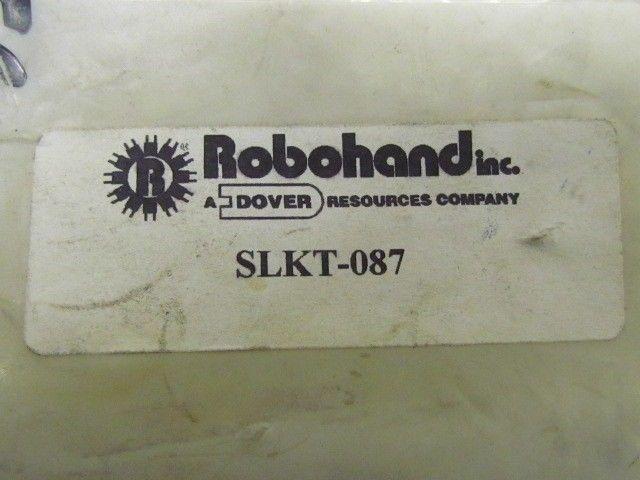 R Robohand inc.
A DOVER RESOURCES COMPANY
SLKT-087